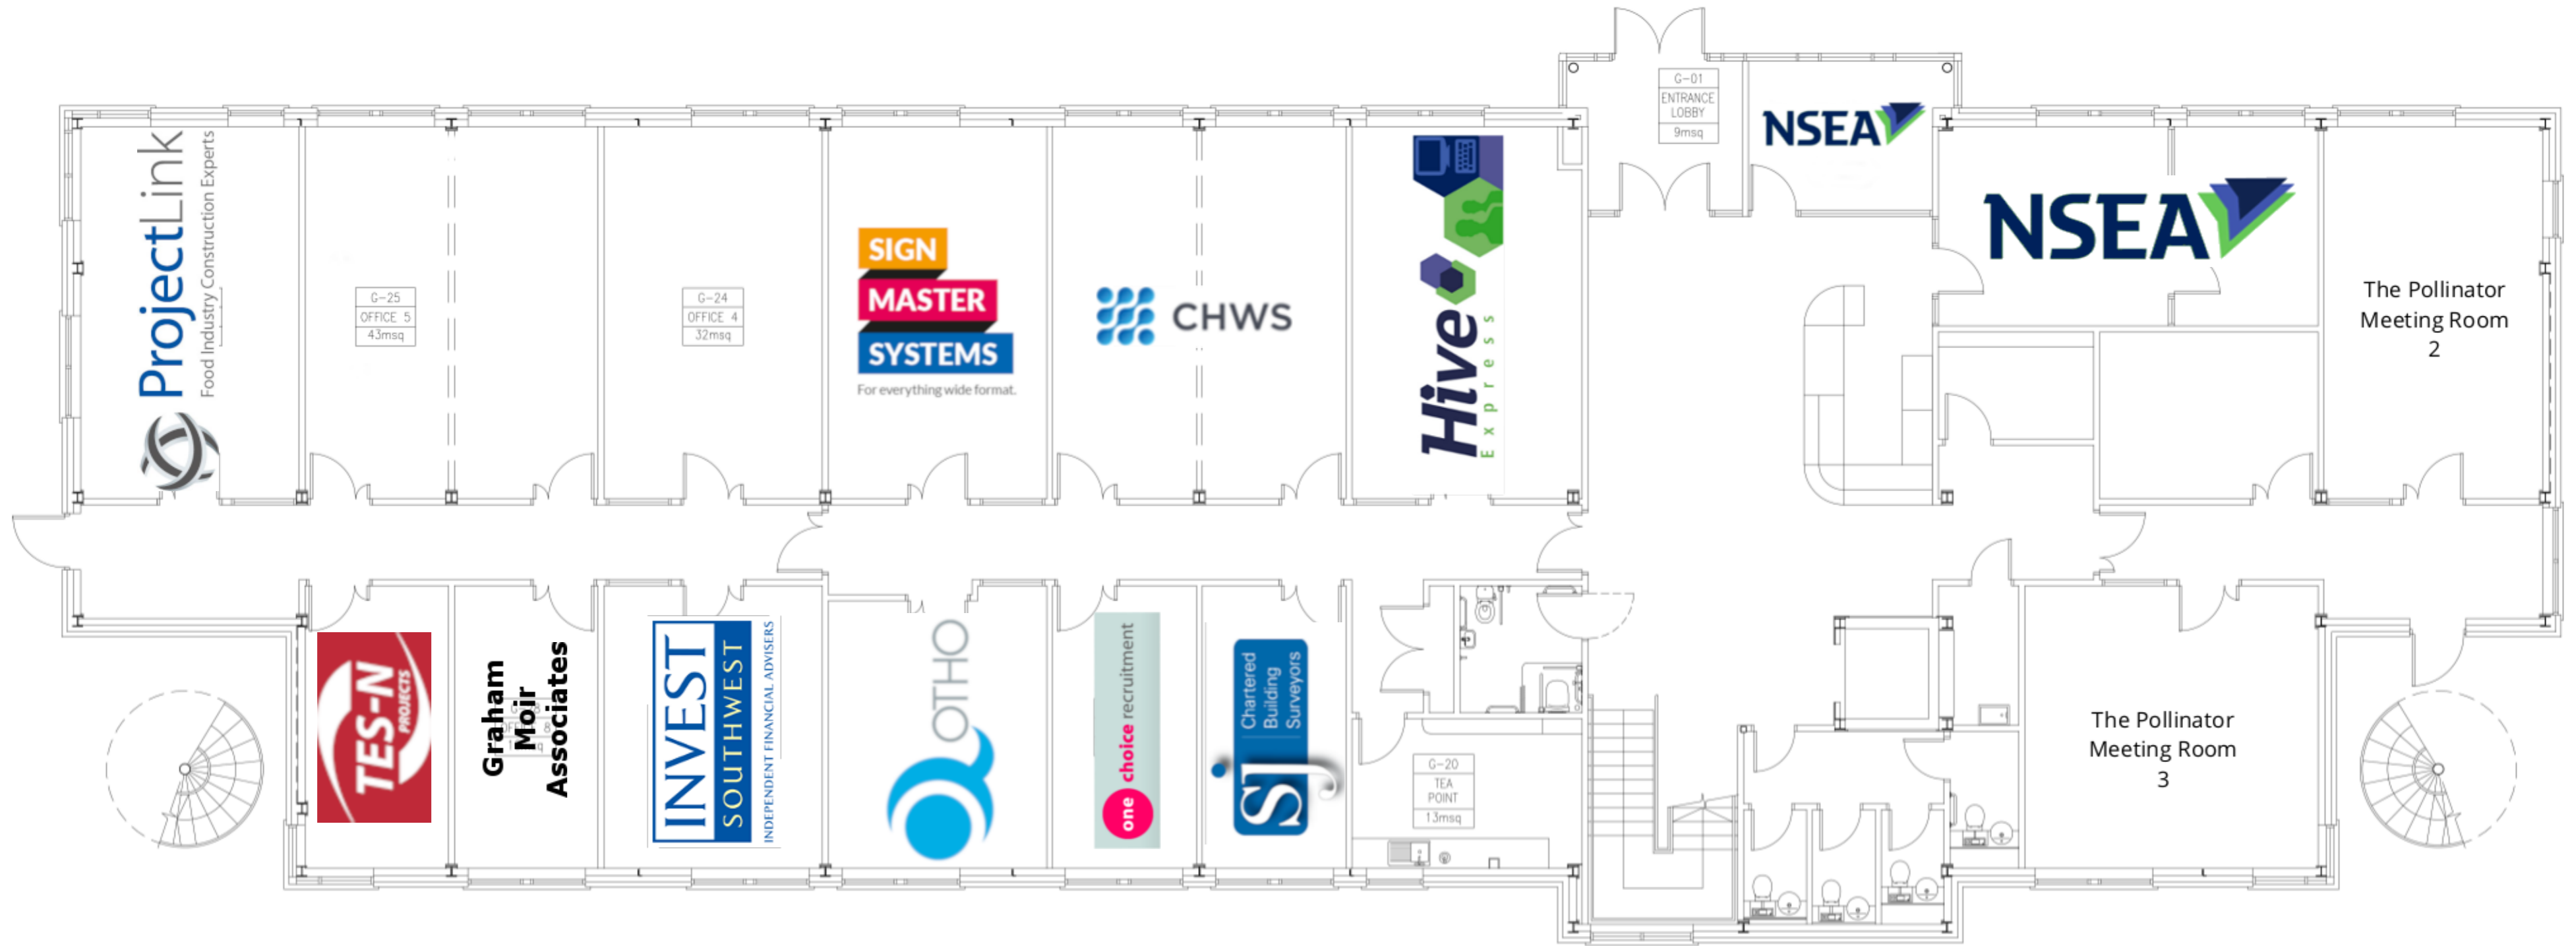 G-01
ENTRANCE
LOBBY
9msq
NSEA
ProjectLink
Food Industry Construction Experts
G-25
OFFICE 5
43msq
G-24
OFFICE 4
32msq
SIGN
MASTER
SYSTEMS
For everything wide format.
CHWS
Hive
Express
NSEA
The Pollinator
Meeting Room
2
TES-N
PROJECTS
Graham
Moir
Associates
INVEST
SOUTHWEST
INDEPENDENT FINANCIAL ADVISERS
QOTHO
one choice recruitment
SJ
Chartered
Building
Surveyors
G-20
TEA
POINT
13msq
The Pollinator
Meeting Room
3